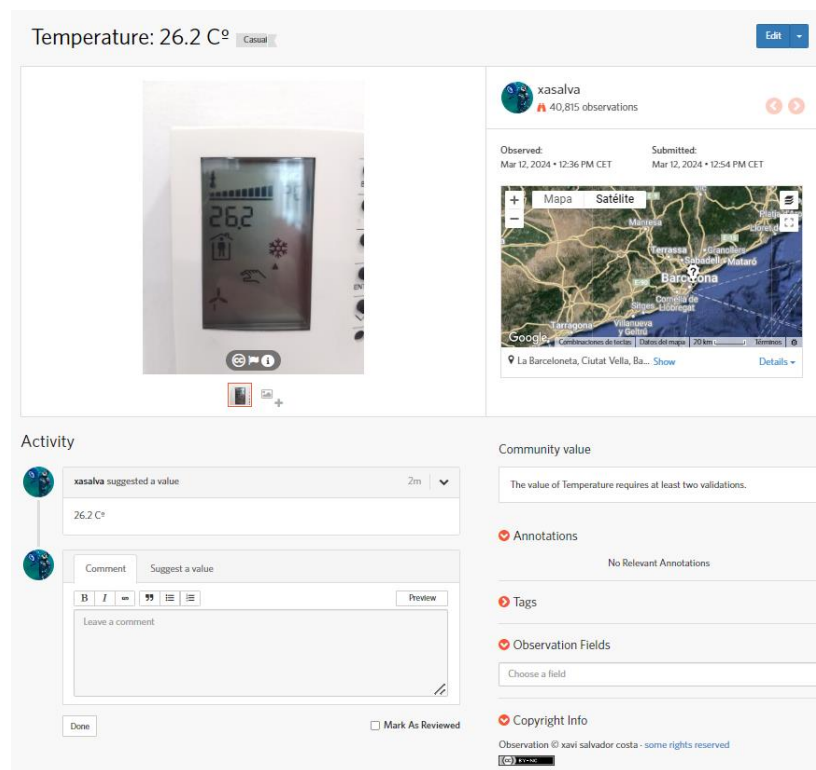 Temperature: 26.2 Cº Casual
Edit
26.2
xasalva
40,815 observations
Observed:
Mar 12, 2024 • 12:36 PM CET
Submitted:
Mar 12, 2024 • 12:54 PM CET
+ Mapa Satélite
−
Manresa
Granollers
Terrassa
Sabadell
Mataró
Barcelona
Sitges
Cornellà de Llobregat
Tarragona
Vilanueva y Geltrú
Google
Combinaciones de teclas
Datos del mapa
20 km
Términos
La Barceloneta, Ciutat Vella, Ba... Show
Details
Activity
xasalva suggested a value
2m
26.2 Cº
Comment
Suggest a value
B I
Preview
Leave a comment
Done
Mark As Reviewed
Community value
The value of Temperature requires at least two validations.
Annotations
No Relevant Annotations
Tags
Observation Fields
Choose a field
Copyright Info
Observation © xavi salvador costa · some rights reserved
(cc) BY-NC